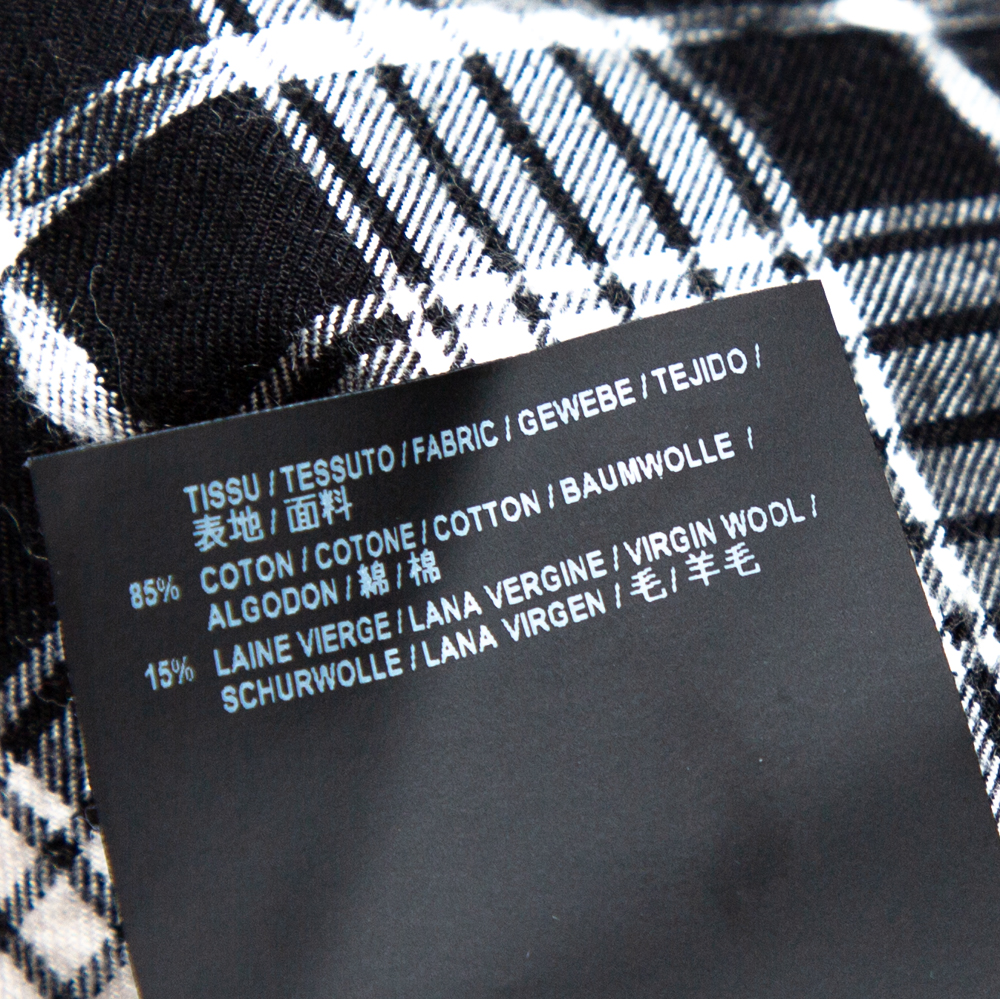 TISSU / TESSUTO / FABRIC / GEWEBE / TEJIDO /
表地 / 面料
85% COTON / COTONE / COTTON / BAUMWOLLE /
ALGODON / 綿 / 棉
15% LAINE VIERGE / LANA VERGINE / VIRGIN WOOL /
SCHURWOLLE / LANA VIRGEN / 毛 / 羊毛